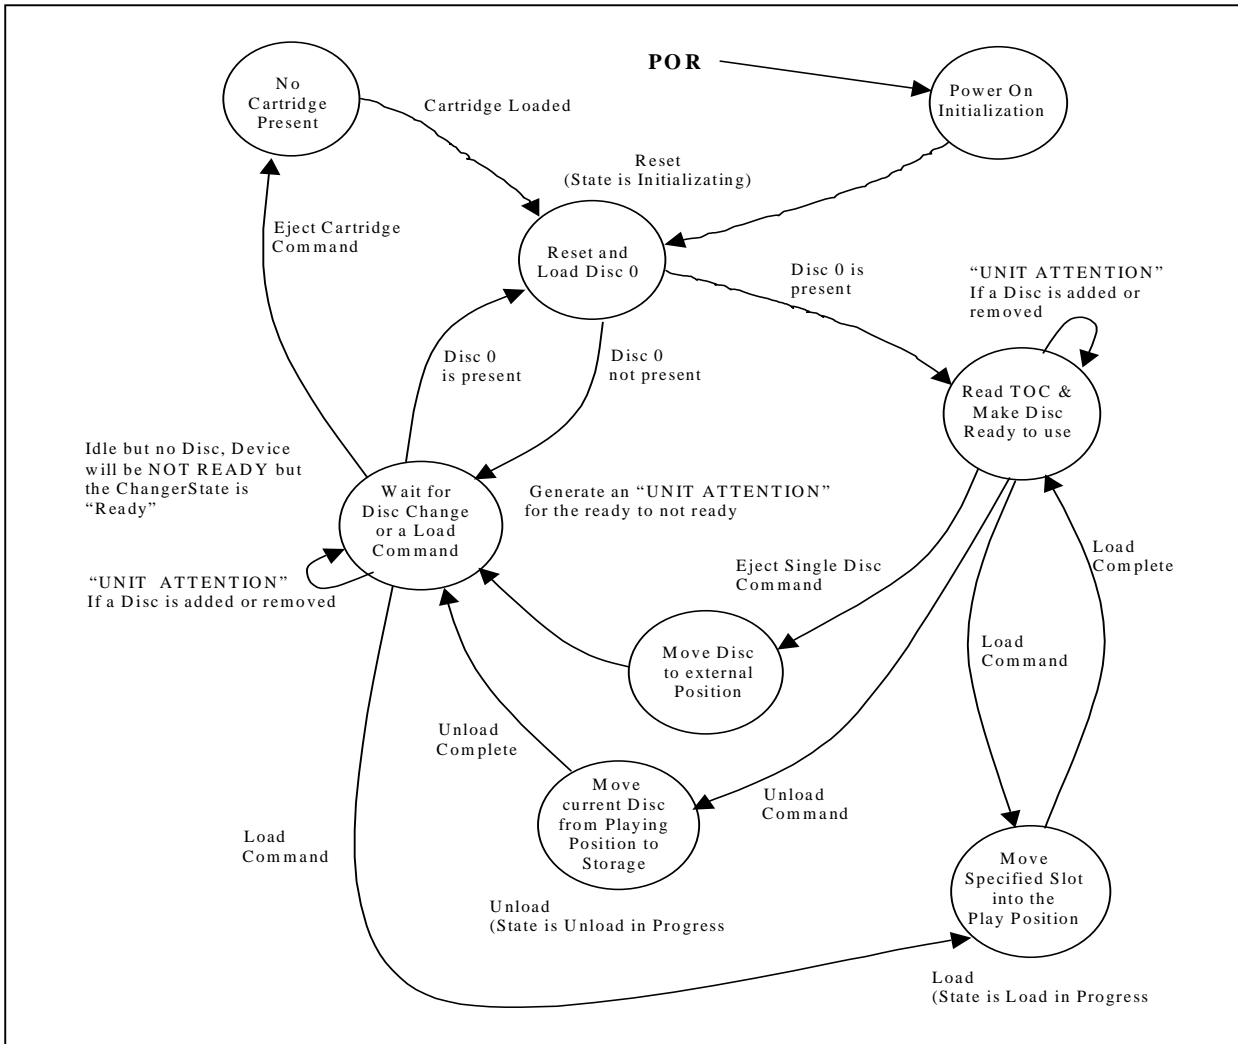 No
Cartridge
Present
Cartridge Loaded
POR
Power On
Initialization
Reset
(State is Initializating)
Eject Cartridge
Command
Reset and
Load Disc 0
Disc 0 is
present
“UNIT ATTENTION”
If a Disc is added or
removed
Disc 0
is present
Disc 0
not present
Read TOC &
Make Disc
Ready to use
Idle but no Disc, Device
will be NOT READY but
the ChangerState is
“Ready”
Wait for
Disc Change
or a Load
Command
Generate an “UNIT ATTENTION”
for the ready to not ready
“UNIT ATTENTION”
If a Disc is added or removed
Eject Single Disc
Command
Load
Complete
Move Disc
to external
Position
Load
Command
Unload
Complete
Move
current Disc
from Playing
Position to
Storage
Unload
Command
Load
Command
Move
Specified Slot
into the
Play Position
Unload
(State is Unload in Progress
Load
(State is Load in Progress